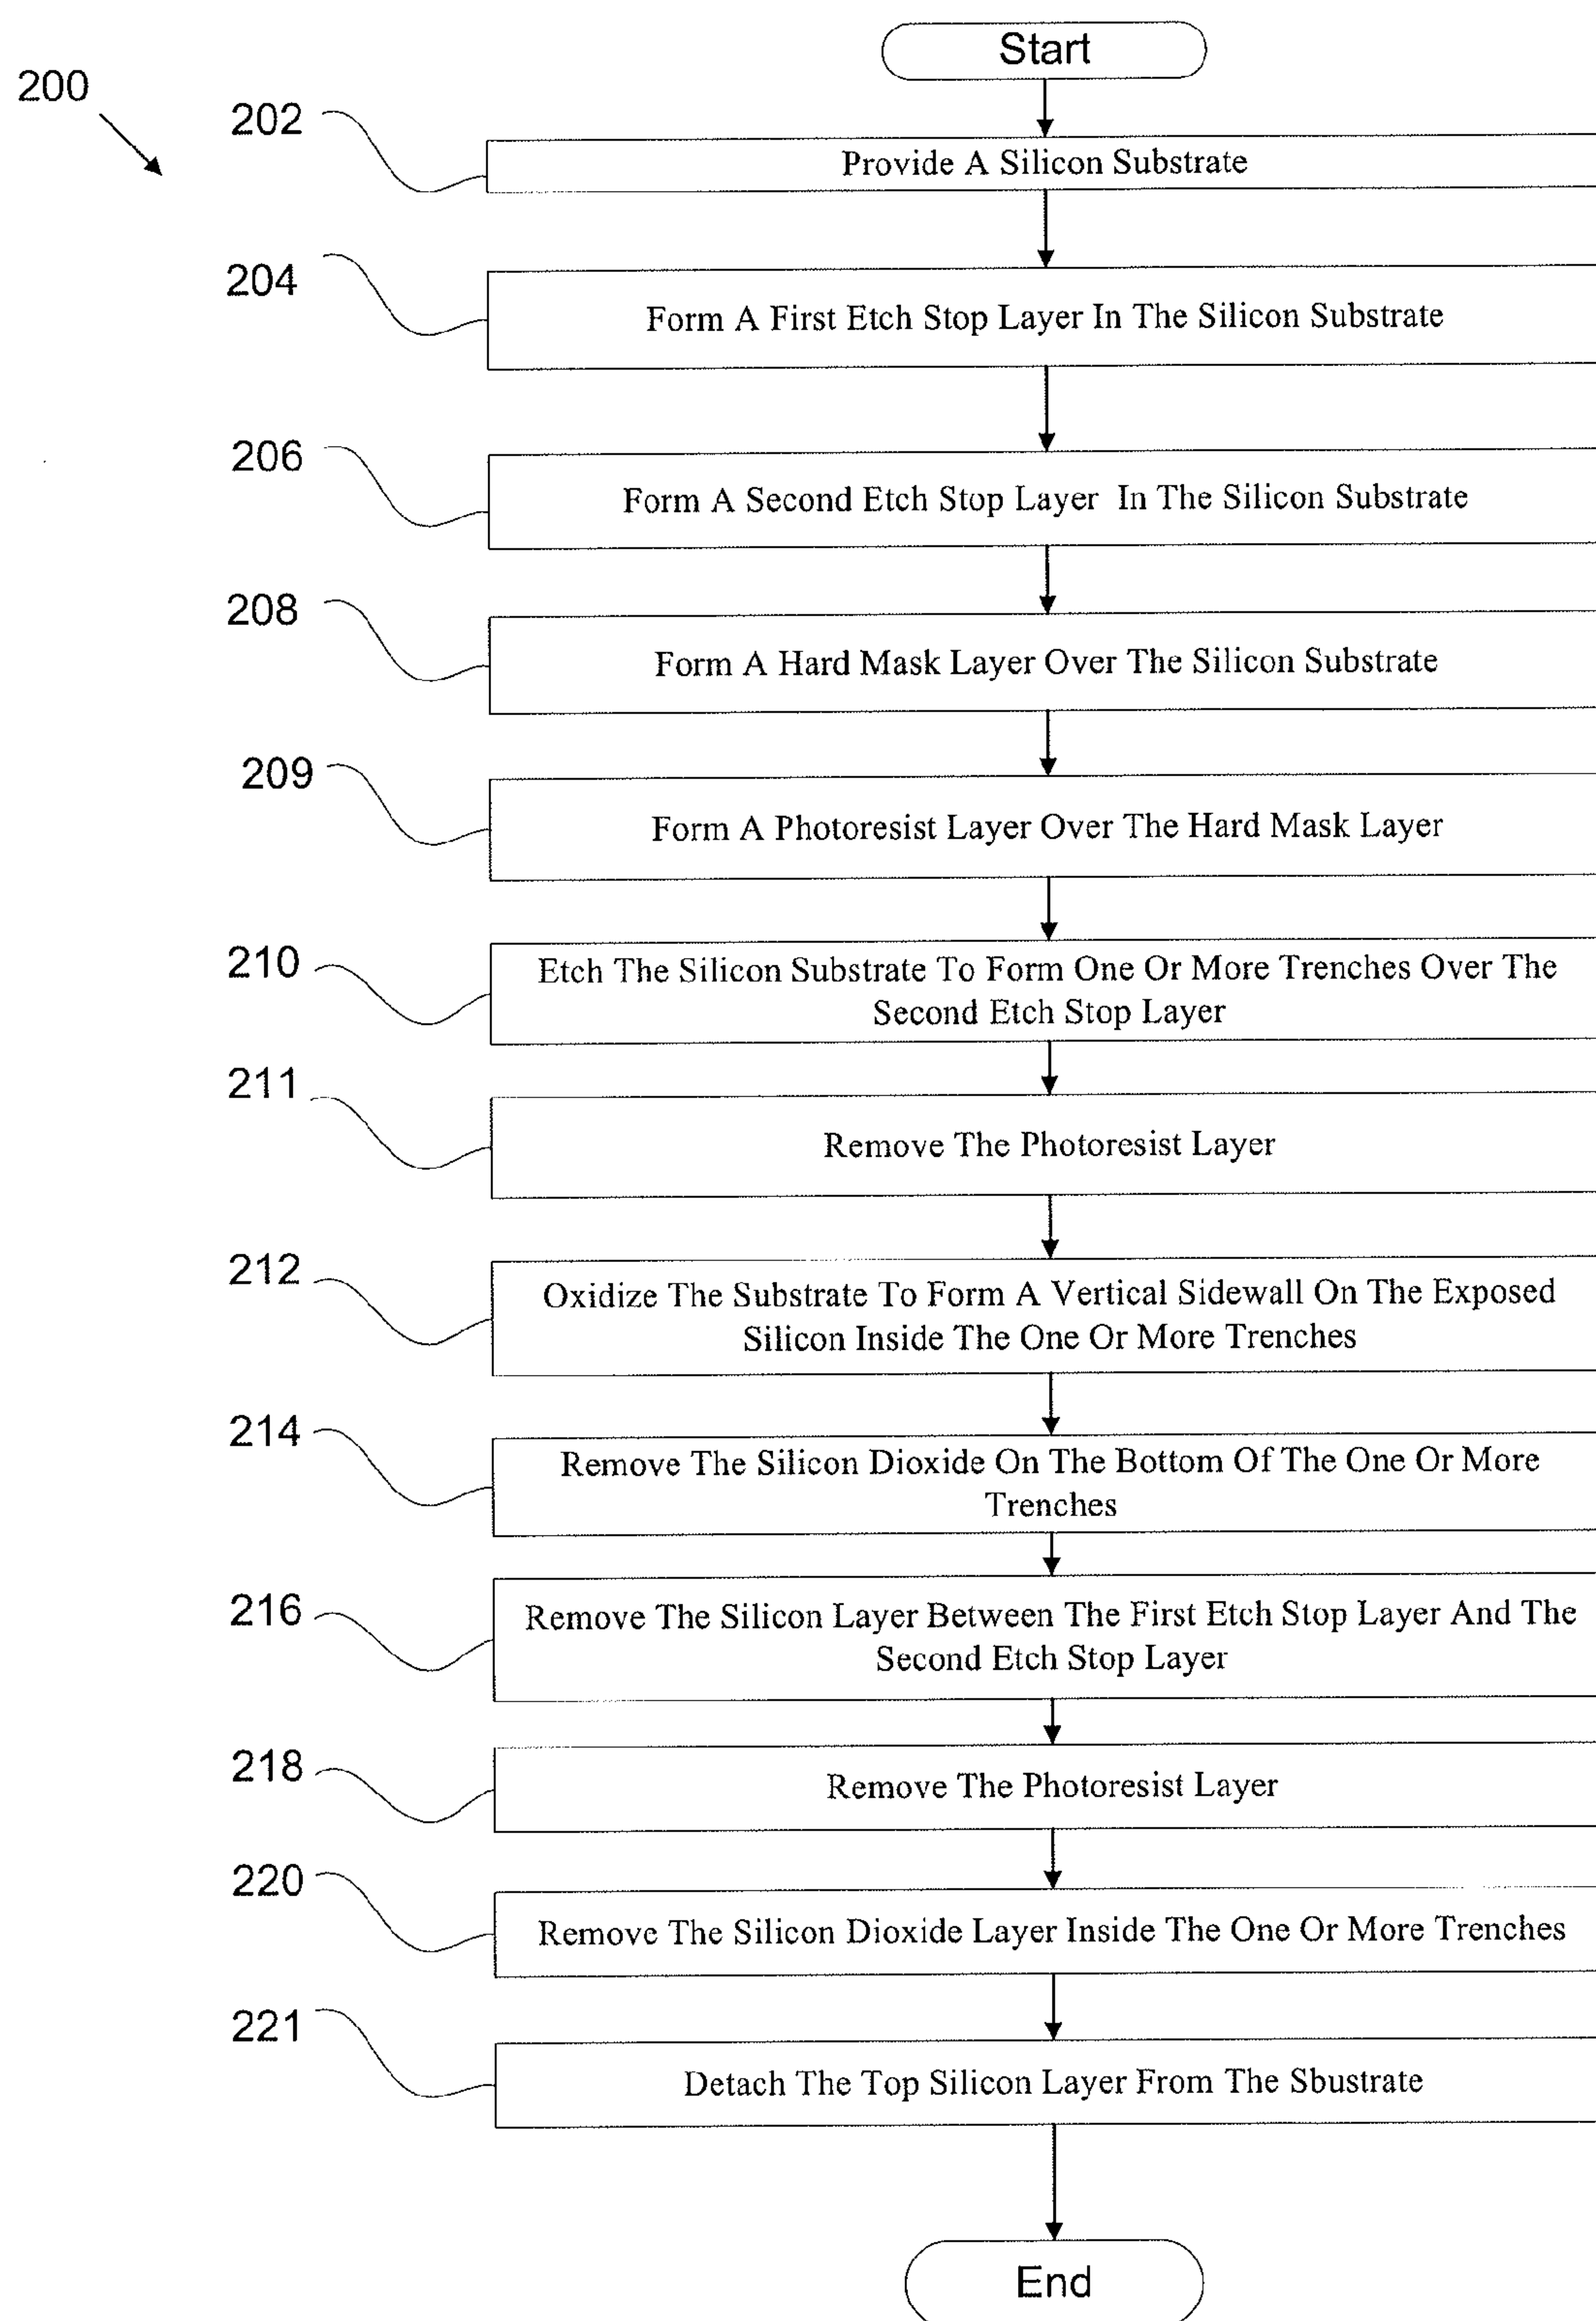 Start
200
202
Provide A Silicon Substrate
204
Form A First Etch Stop Layer In The Silicon Substrate
206
Form A Second Etch Stop Layer In The Silicon Substrate
208
Form A Hard Mask Layer Over The Silicon Substrate
209
Form A Photoresist Layer Over The Hard Mask Layer
210
Etch The Silicon Substrate To Form One Or More Trenches Over The
Second Etch Stop Layer
211
Remove The Photoresist Layer
212
Oxidize The Substrate To Form A Vertical Sidewall On The Exposed
Silicon Inside The One Or More Trenches
214
Remove The Silicon Dioxide On The Bottom Of The One Or More
Trenches
216
Remove The Silicon Layer Between The First Etch Stop Layer And The
Second Etch Stop Layer
218
Remove The Photoresist Layer
220
Remove The Silicon Dioxide Layer Inside The One Or More Trenches
221
Detach The Top Silicon Layer From The Sbustrate
End